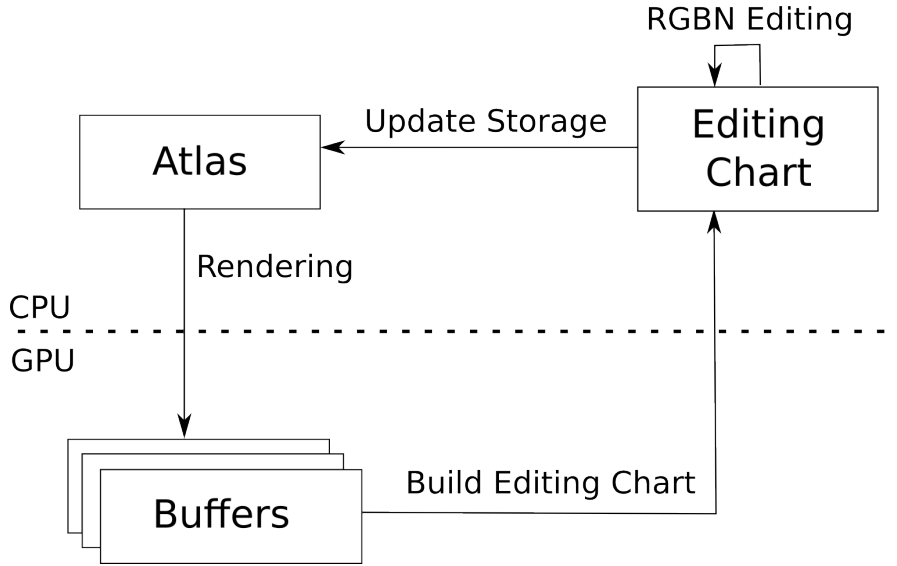 RGBN Editing
Update Storage
Editing
Chart
Atlas
Rendering
CPU
GPU
Build Editing Chart
Buffers